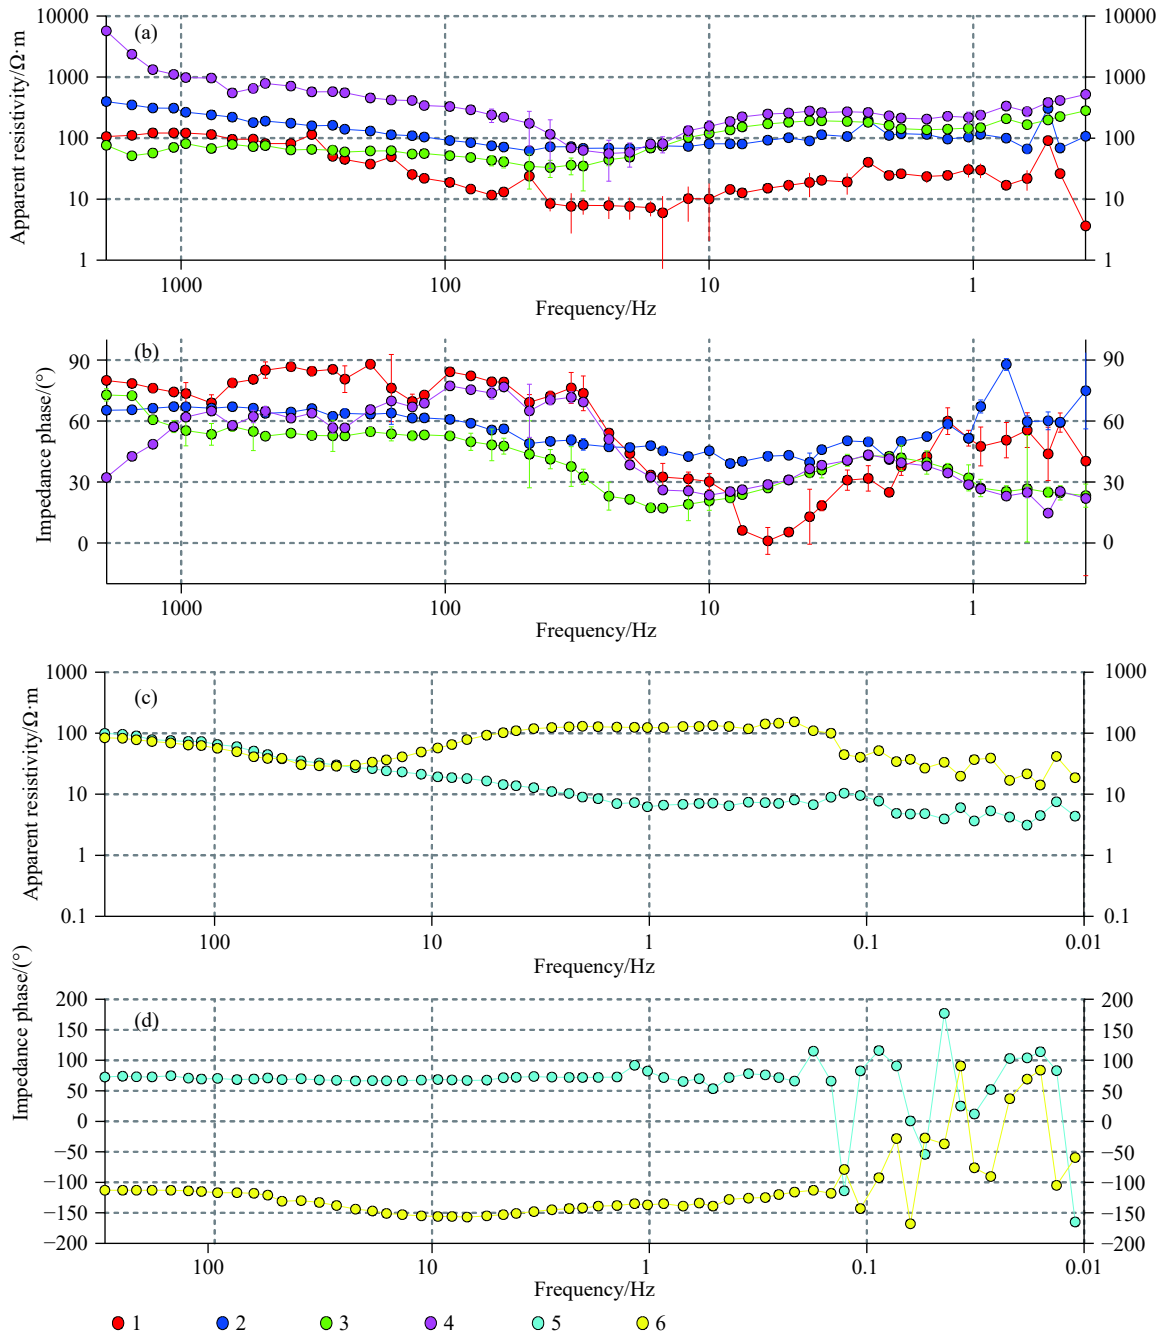 (a)
10000 10000
1000 1000
100 100
10 10
1 1
Apparent resistivity/Ω·m
1000 100 10 1
Frequency/Hz
(b)
90 90
60 60
30 30
0 0
Impedance phase/(°)
1000 100 10 1
Frequency/Hz
(c)
1000 1000
100 100
10 10
1 1
0.1 0.1
Apparent resistivity/Ω·m
100 10 1 0.1 0.01
Frequency/Hz
(d)
200 200
150 150
100 100
50 50
0 0
−50 −50
−100 −100
−150 −150
−200 −200
Impedance phase/(°)
100 10 1 0.1 0.01
Frequency/Hz
1 2 3 4 5 6